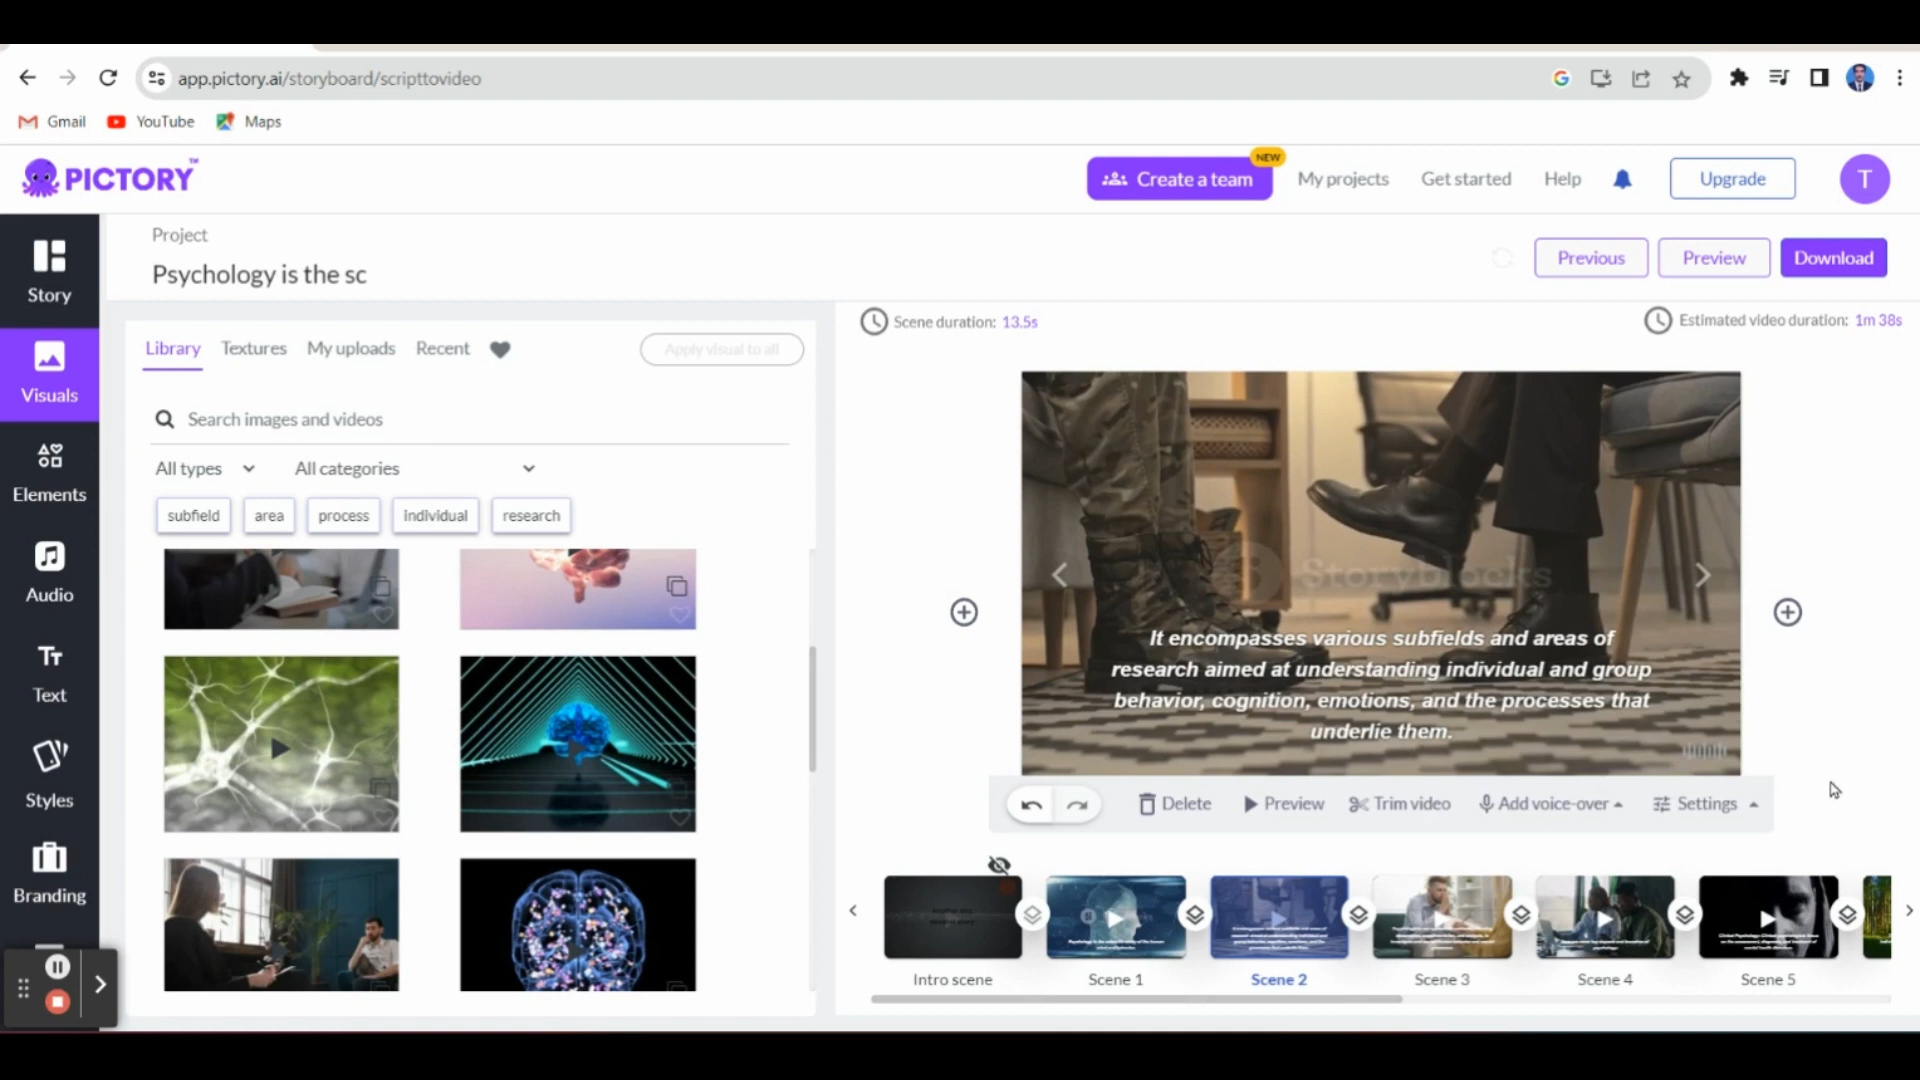 app.pictory.ai/storyboard/scripttovideo
Gmail
YouTube
Maps
PICTORY™
Create a team
NEW
My projects
Get started
Help
Upgrade
T
Project
Psychology is the sc
Previous
Preview
Download
Story
Visuals
Elements
Audio
Text
Styles
Branding
Library
Textures
My uploads
Recent
Apply visual to all
Search images and videos
All types
All categories
subfield
area
process
individual
research
Scene duration: 13.5s
Estimated video duration: 1m 38s
Storyblocks
It encompasses various subfields and areas of
research aimed at understanding individual and group
behavior, cognition, emotions, and the processes that
underlie them.
Delete
Preview
Trim video
Add voice-over
Settings
Intro scene
Scene 1
Scene 2
Scene 3
Scene 4
Scene 5